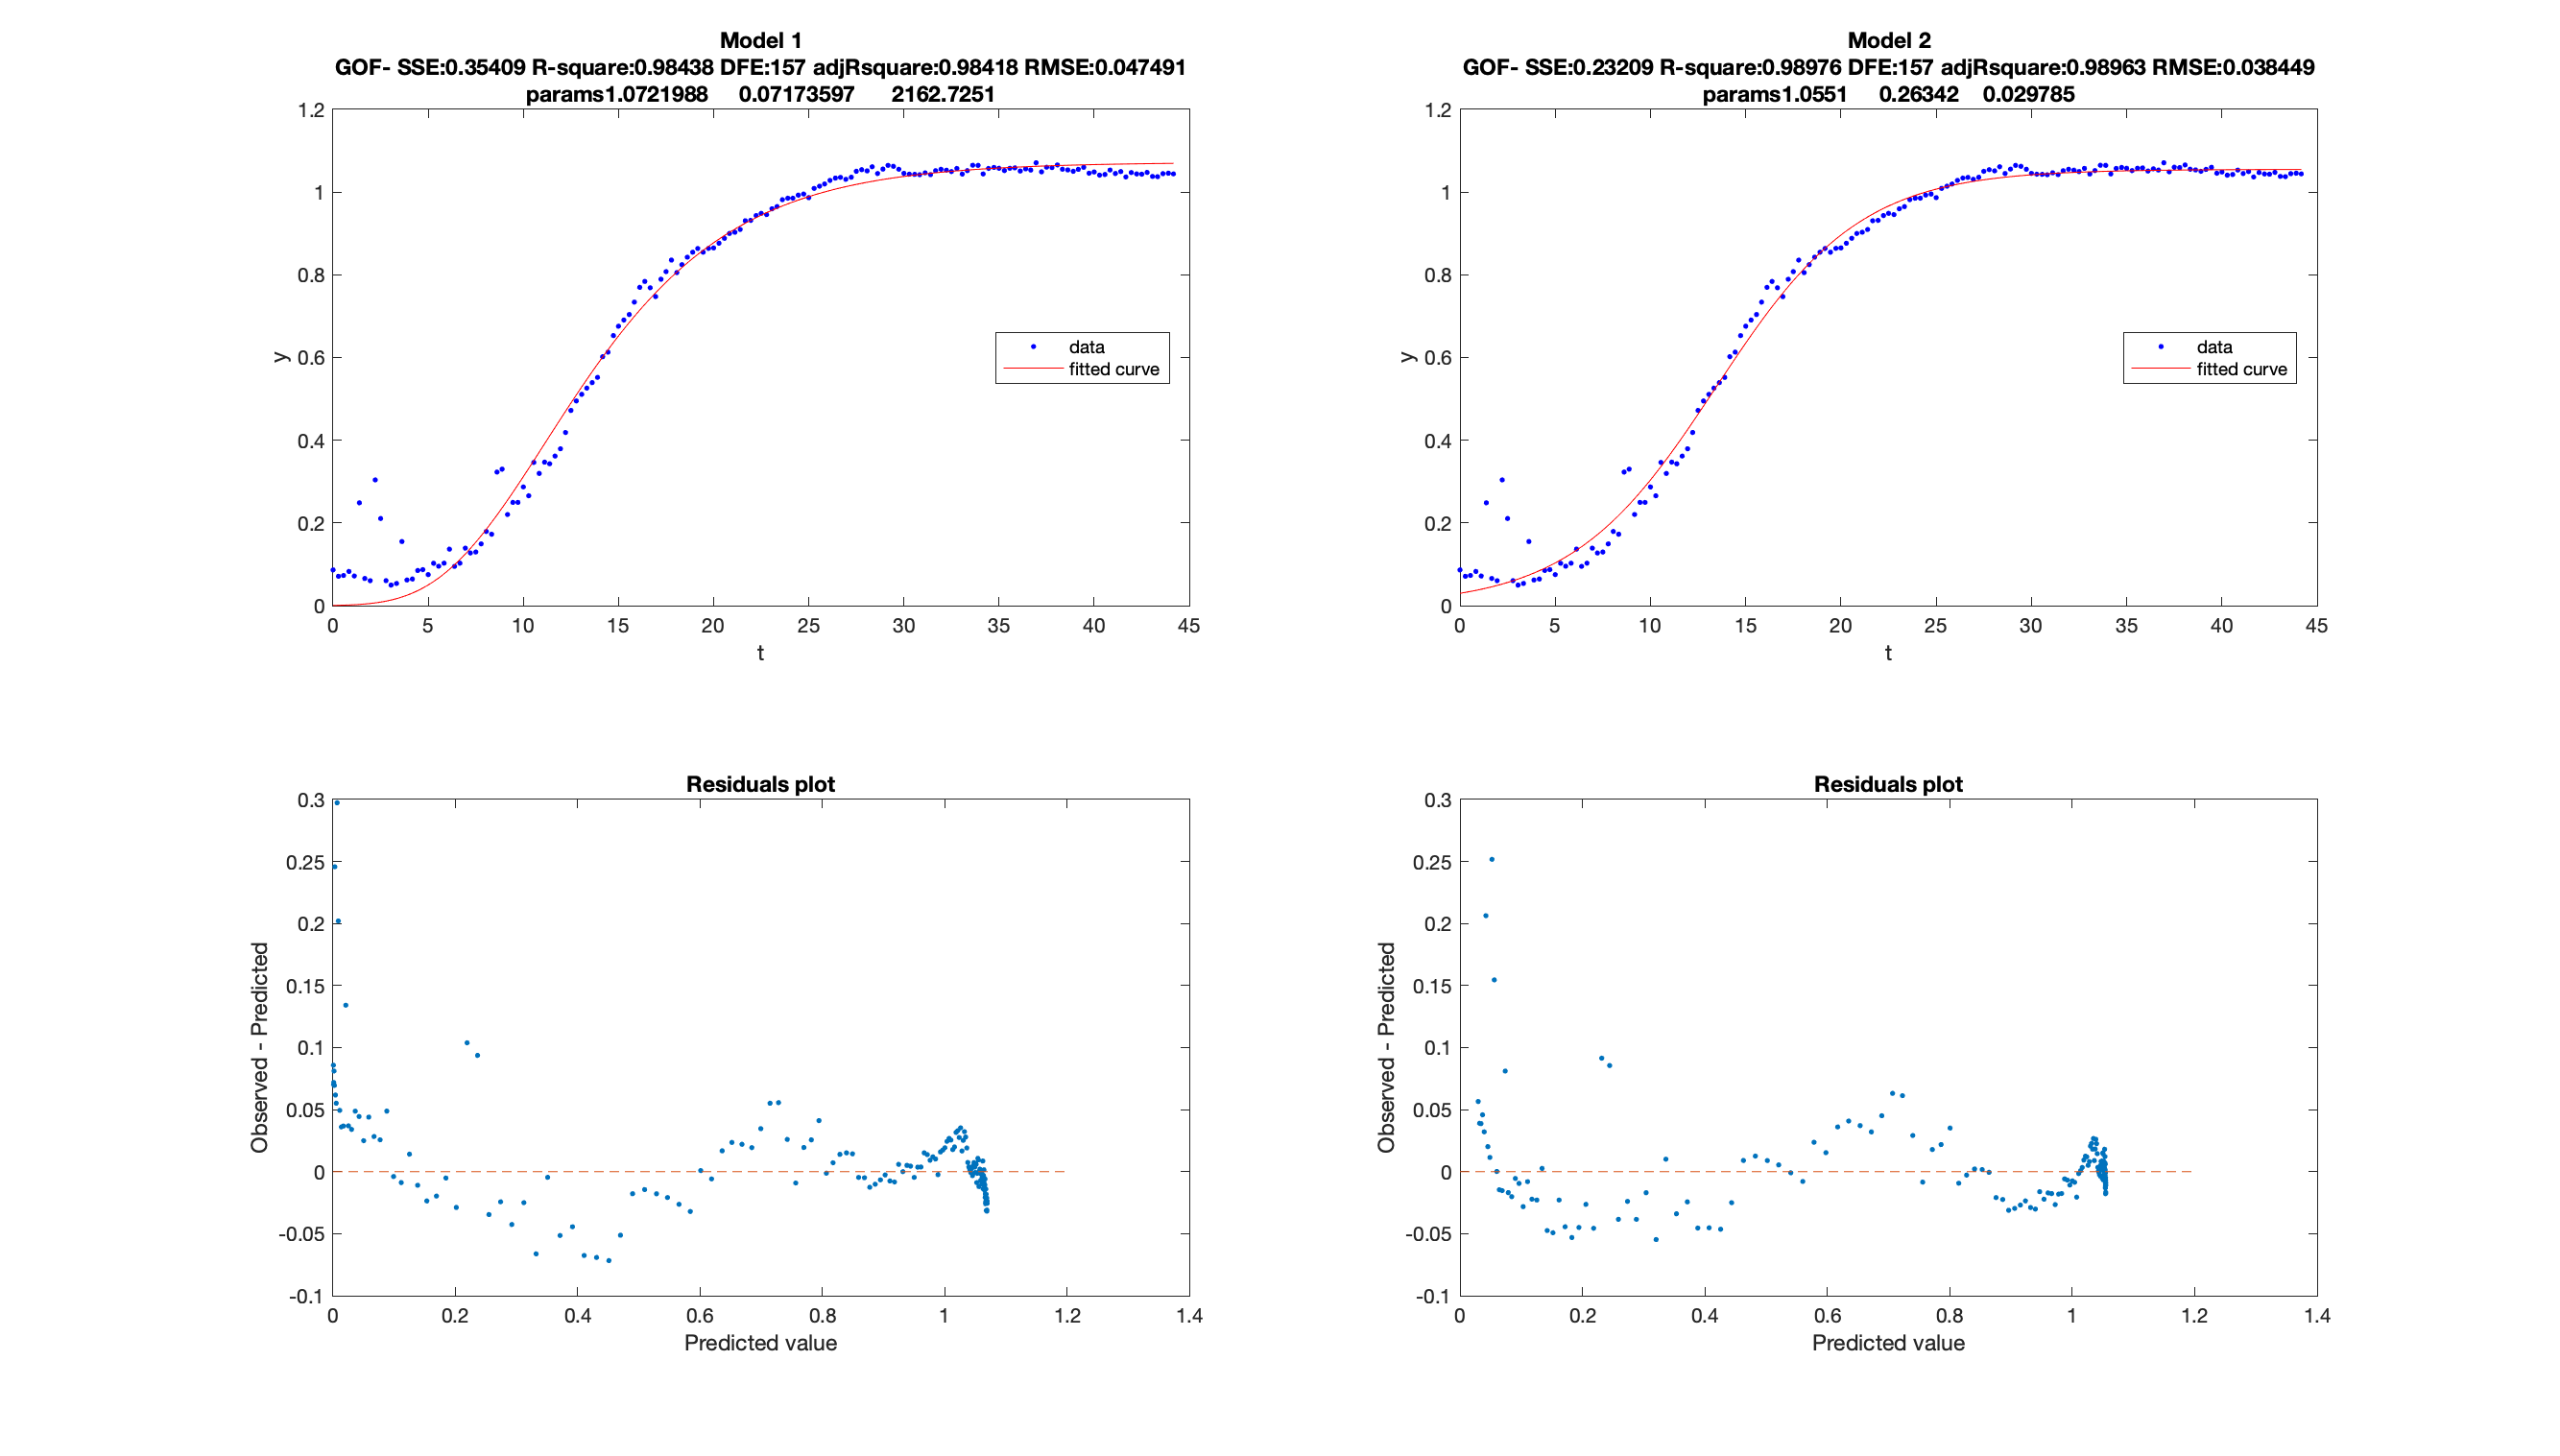 Model 1
GOF- SSE:0.35409 R-square:0.98438 DFE:157 adjRsquare:0.98418 RMSE:0.047491
params1.0721988 0.07173597 2162.7251
1.2
1
0.8
0.6
0.4
0.2
0
y
0 5 10 15 20 25 30 35 40 45
t
data
fitted curve
Model 2
GOF- SSE:0.23209 R-square:0.98976 DFE:157 adjRsquare:0.98963 RMSE:0.038449
params1.0551 0.26342 0.029785
1.2
1
0.8
0.6
0.4
0.2
0
y
0 5 10 15 20 25 30 35 40 45
t
data
fitted curve
Residuals plot
0.3
0.25
0.2
0.15
0.1
0.05
0
-0.05
-0.1
Observed - Predicted
0 0.2 0.4 0.6 0.8 1 1.2 1.4
Predicted value
Residuals plot
0.3
0.25
0.2
0.15
0.1
0.05
0
-0.05
-0.1
Observed - Predicted
0 0.2 0.4 0.6 0.8 1 1.2 1.4
Predicted value